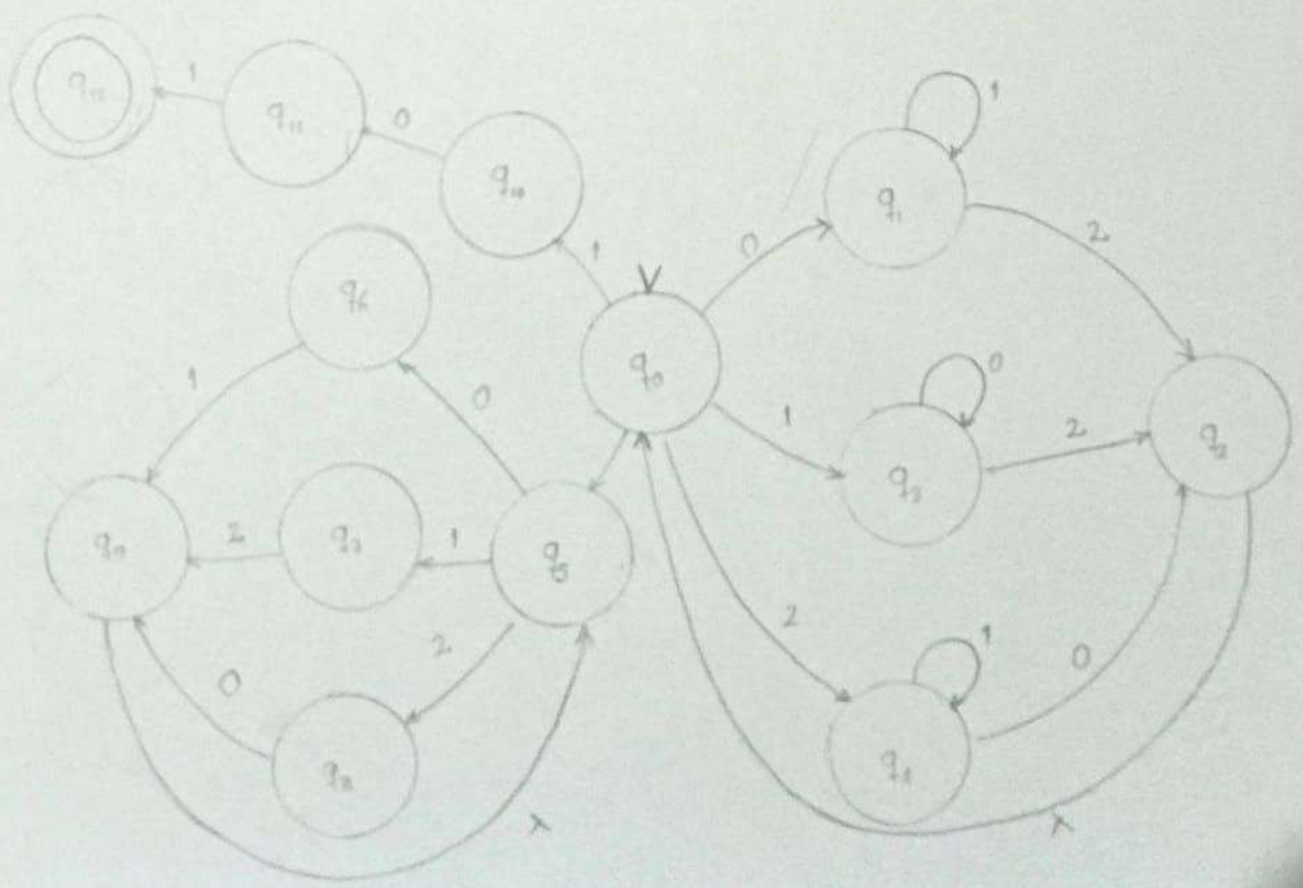 q₁₂ 1 q₁₁ 0 q₁₀ 1
q₁ 1
0 2
q₆ q₀
1 0 1 q₃ 0 2 q₂
q₉ 2 q₇ 1 q₅
0 2 2 1 0
q₈ q₄
λ λ